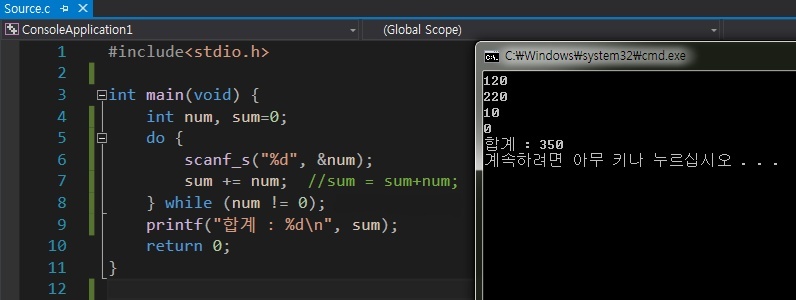 Source.c
ConsoleApplication1
(Global Scope)
1 #include<stdio.h>
2
3 int main(void) {
4 int num, sum=0;
5 do {
6 scanf_s("%d", &num);
7 sum += num; //sum = sum+num;
8 } while (num != 0);
9 printf("합계 : %d\n", sum);
10 return 0;
11 }
12
C:\Windows\system32\cmd.exe
120
220
10
0
합계 : 350
계속하려면 아무 키나 누르십시오 . . .